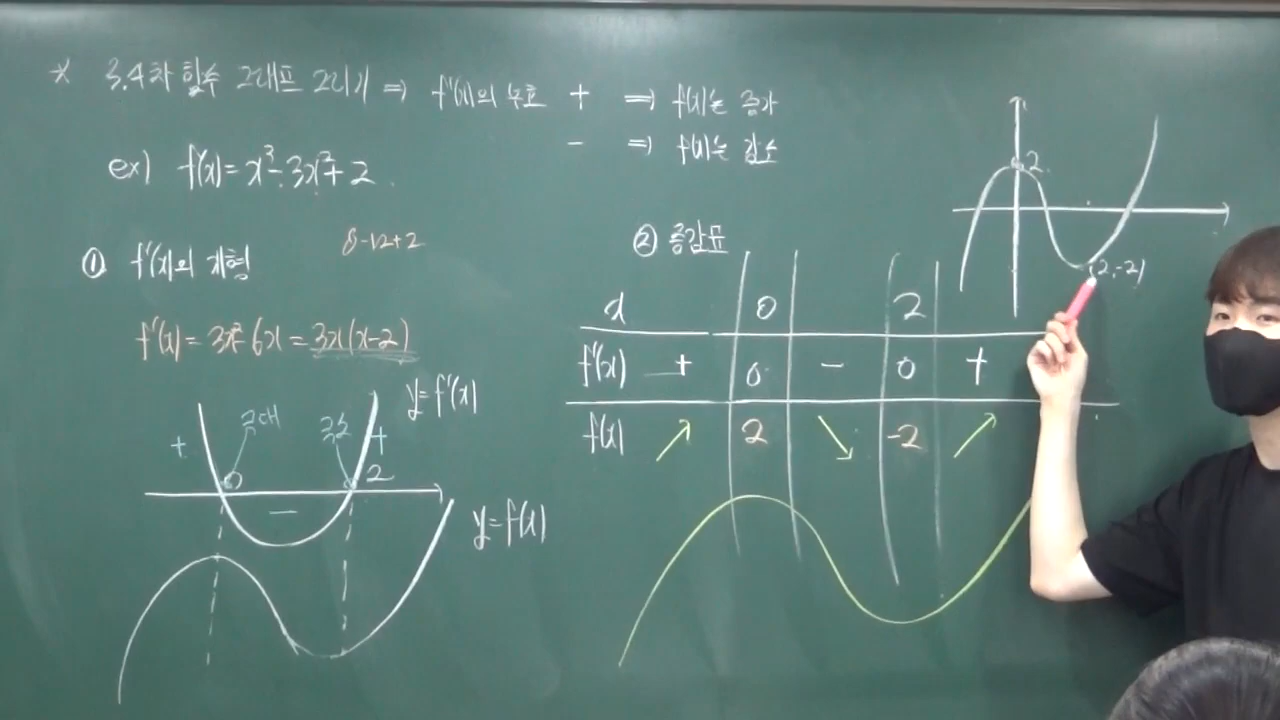 * 3.4차 함수 그래프 그리기 ⇒ f'(x)의 부호 + ⇒ f(x)는 증가
- ⇒ f(x)는 감소
ex) f(x)=x³-3x²+2
8-12+2
① f'(x)의 개형
f'(x)=3x²-6x=3x(x-2)
y=f'(x)
+ 극대 극소 +
0 2
-
y=f(x)
② 증감표
x 0 2
f'(x) + 0 - 0 +
f(x) ↗ 2 ↘ -2 ↗
2
(2,-2)